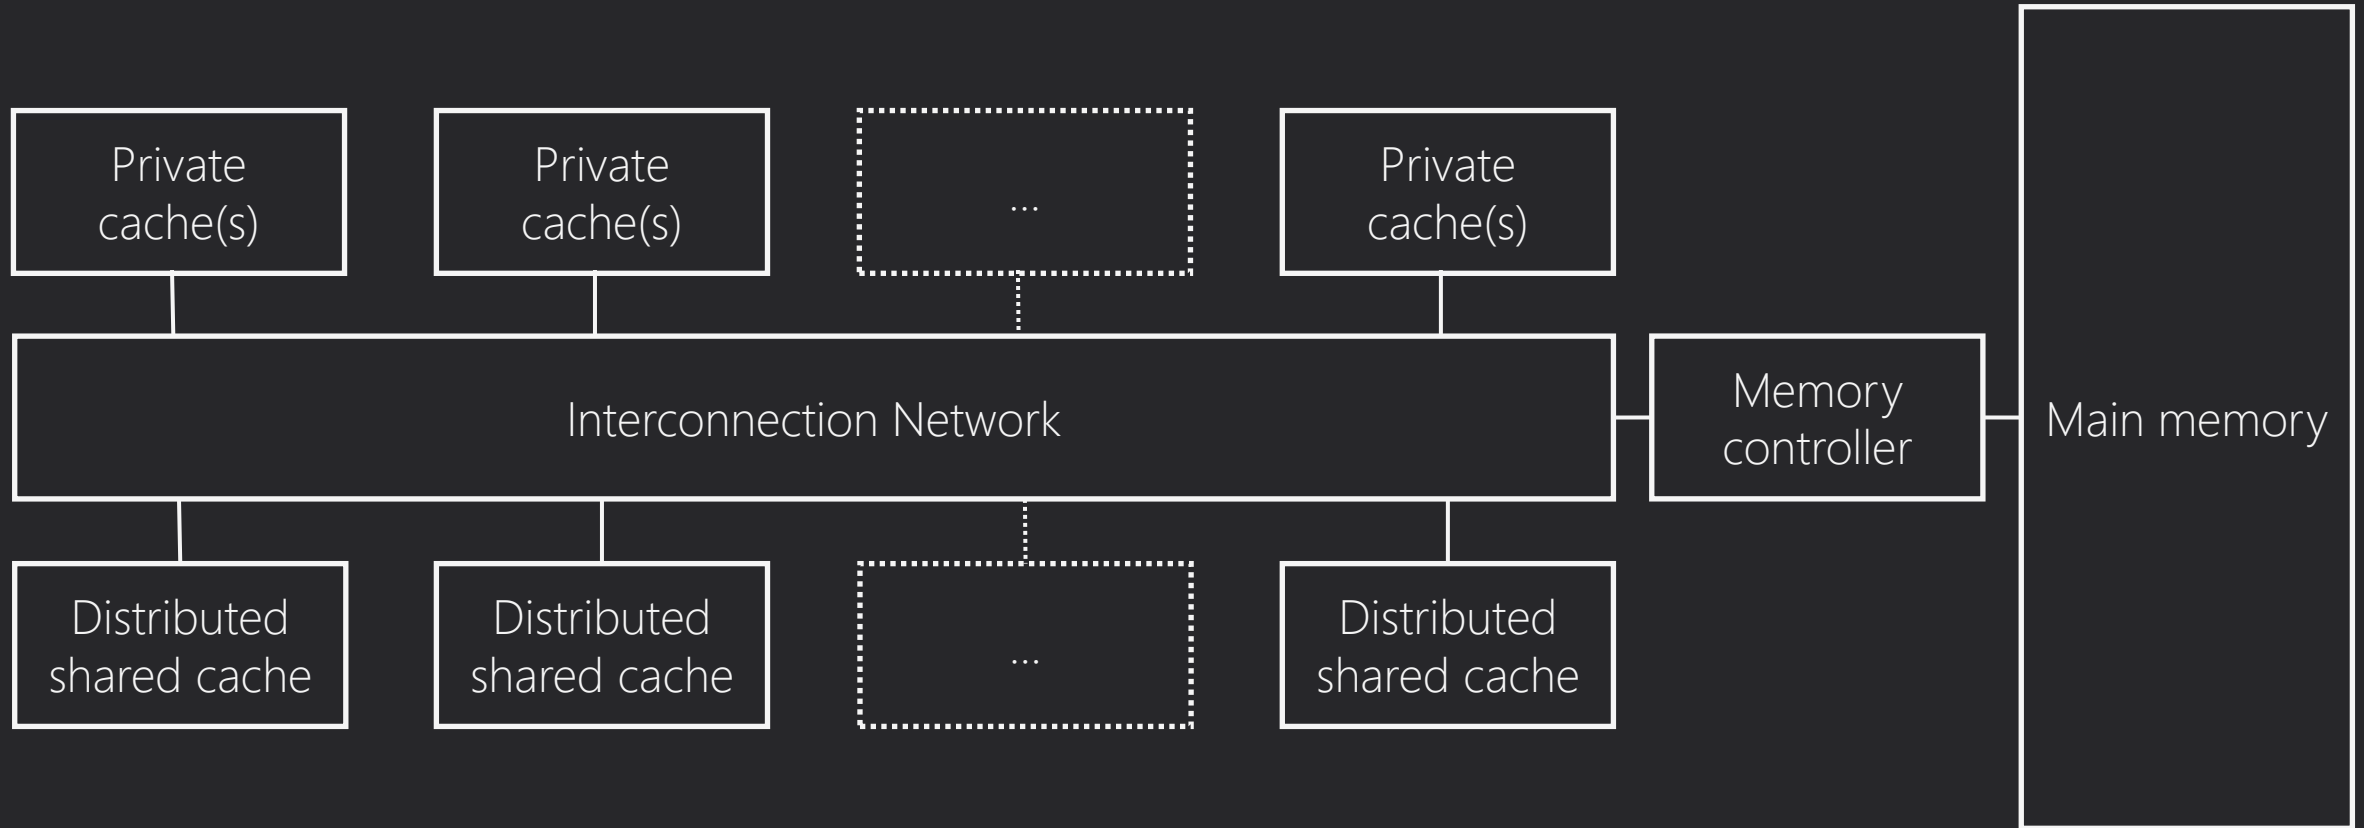 Private
cache(s)
Private
cache(s)
...
Private
cache(s)
Interconnection Network
Memory
controller
Main memory
Distributed
shared cache
Distributed
shared cache
...
Distributed
shared cache